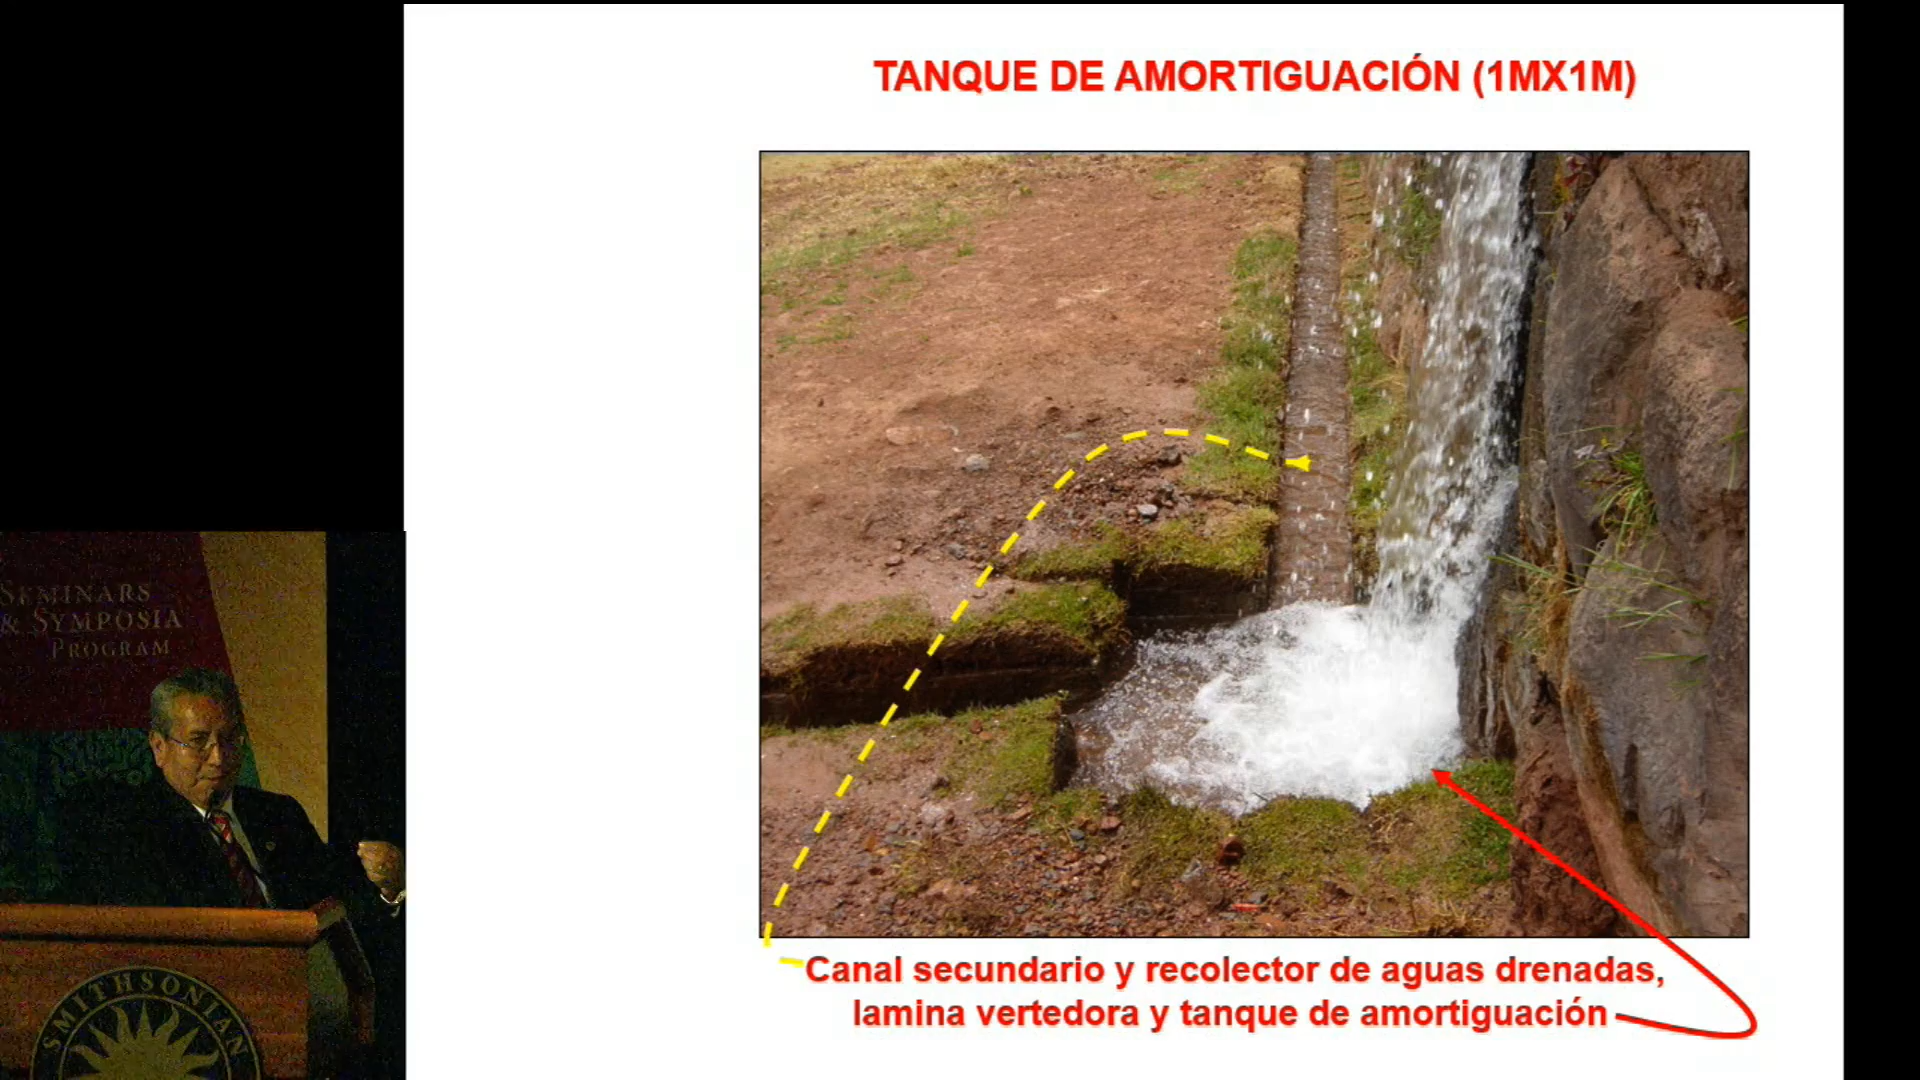 TANQUE DE AMORTIGUACIÓN (1MX1M)
Canal secundario y recolector de aguas drenadas,
lamina vertedora y tanque de amortiguación
SEMINARS
& SYMPOSIA
PROGRAM
SMITHSONIAN